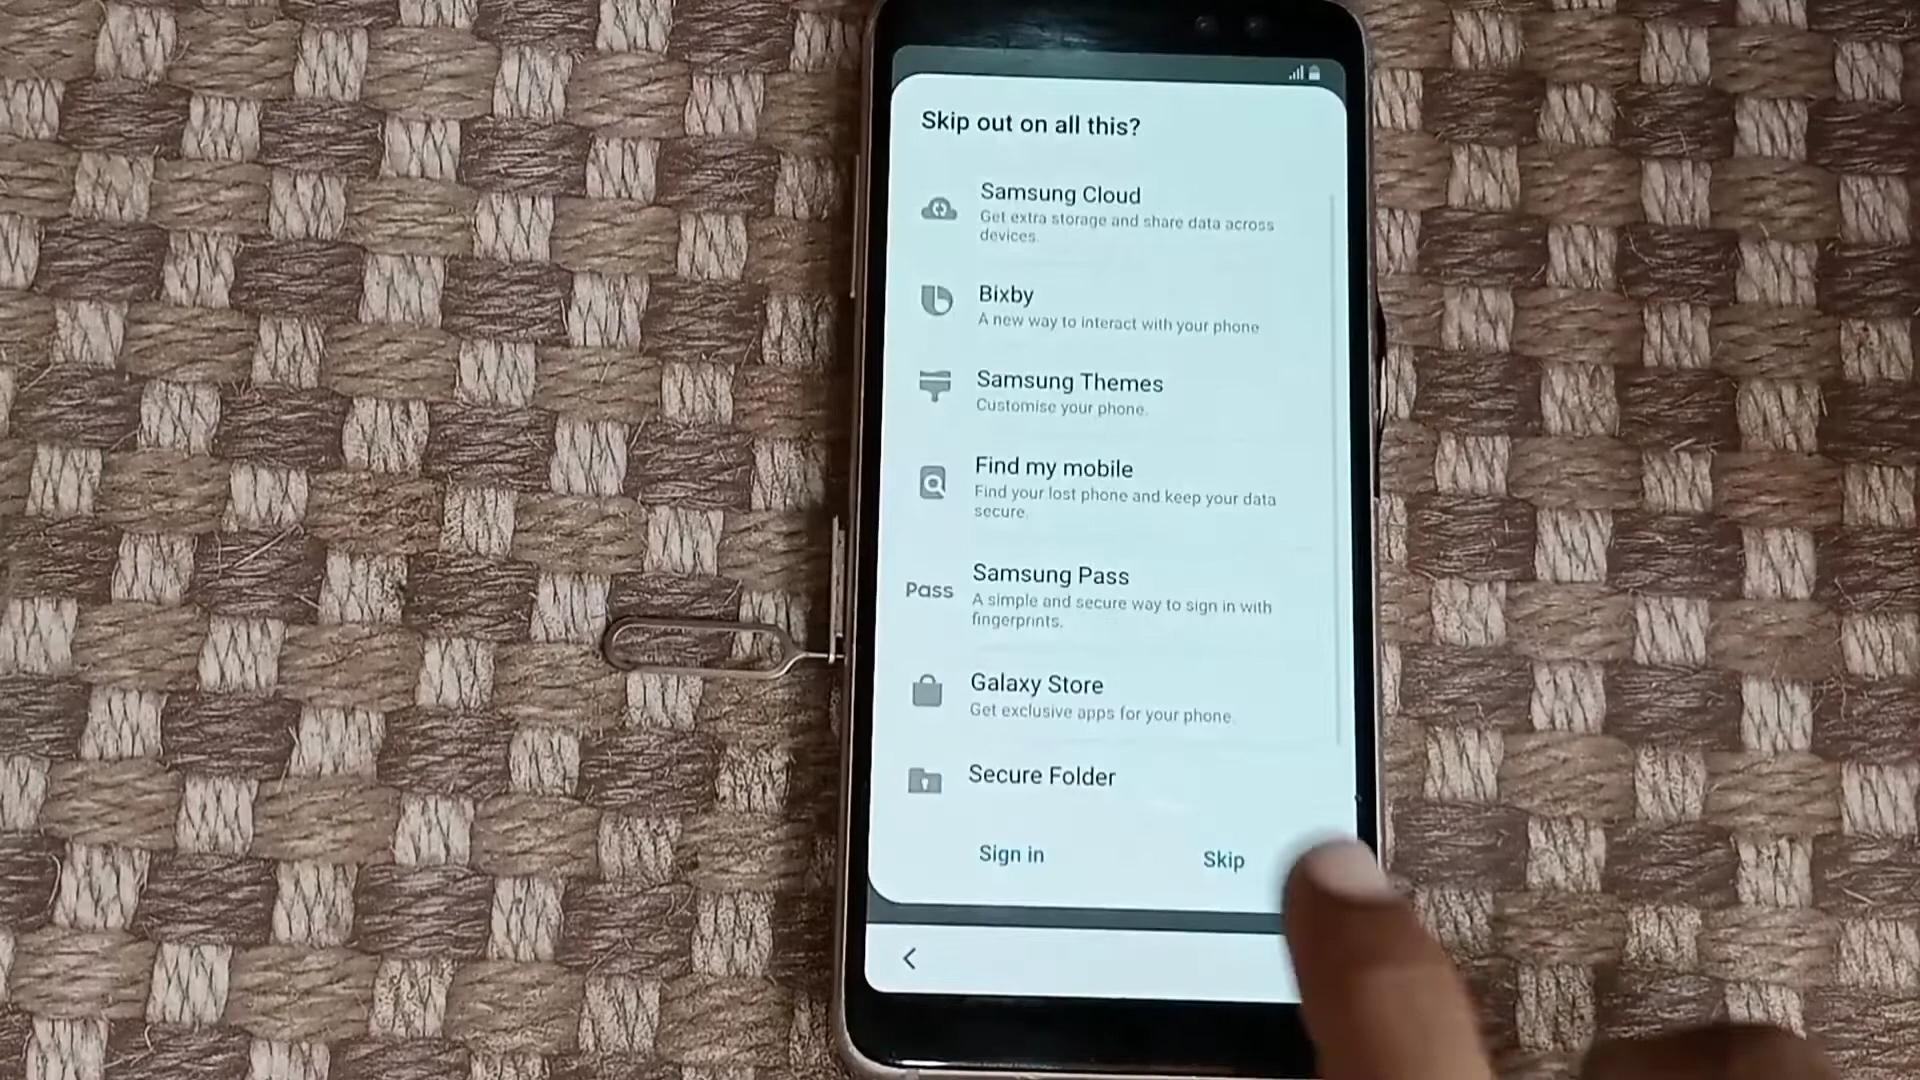 Skip out on all this?
Samsung Cloud
Get extra storage and share data across
devices.
Bixby
A new way to interact with your phone
Samsung Themes
Customise your phone.
Find my mobile
Find your lost phone and keep your data
secure.
Pass
Samsung Pass
A simple and secure way to sign in with
fingerprints.
Galaxy Store
Get exclusive apps for your phone.
Secure Folder
Sign in
Skip